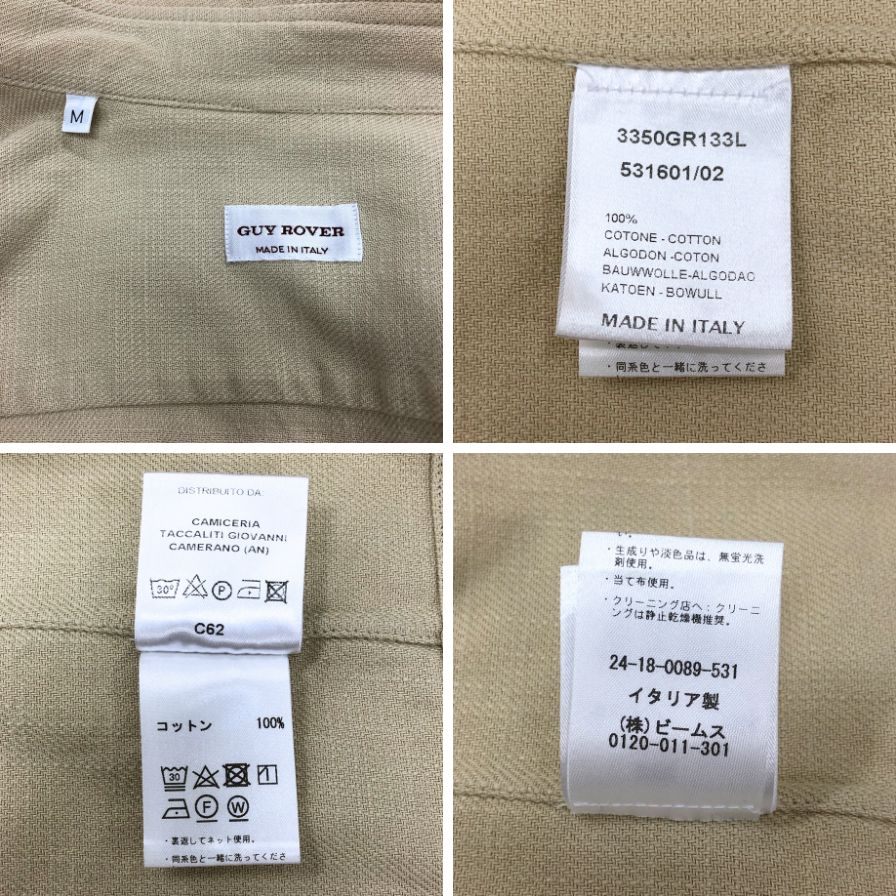 M
GUY ROVER
MADE IN ITALY
3350GR133L
531601/02
100%
COTONE - COTTON
ALGODON -COTON
BAUWWOLLE-ALGODAO
KATOEN - BOWULL
MADE IN ITALY
・同系色と一緒に洗ってくださ
DISTRIBUITO DA:
CAMICERIA
TACCALITI GIOVANNI
CAMERANO (AN)
30°
P
C62
コットン 100%
30
F W
・裏返してネット使用。
・同系色と一緒に洗ってくださ
い。
・生成りや淡色品は、無蛍光洗
剤使用。
・当て布使用。
・クリーニング店へ：クリーニ
ングは静止乾燥機推奨。
24-18-0089-531
イタリア製
(株)ビームス
0120-011-301